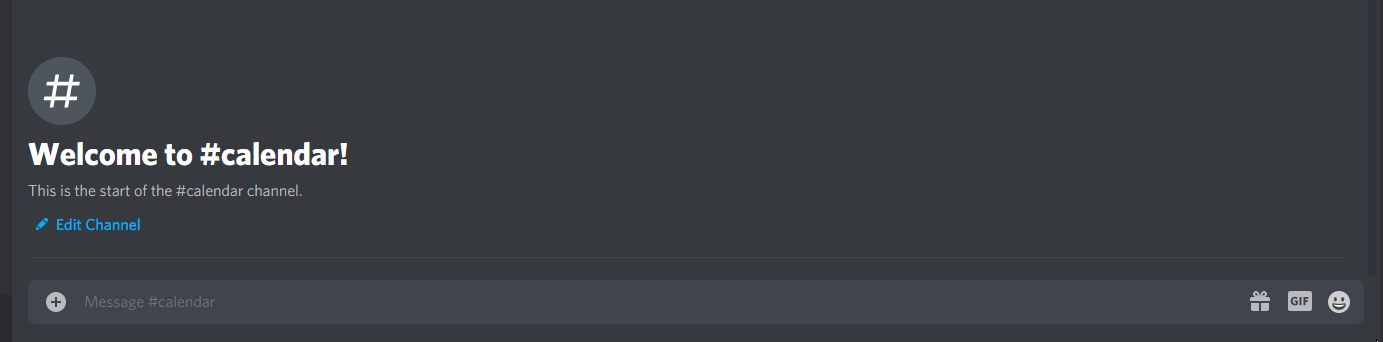 #
Welcome to #calendar!
This is the start of the #calendar channel.
Edit Channel
Message #calendar
GIF